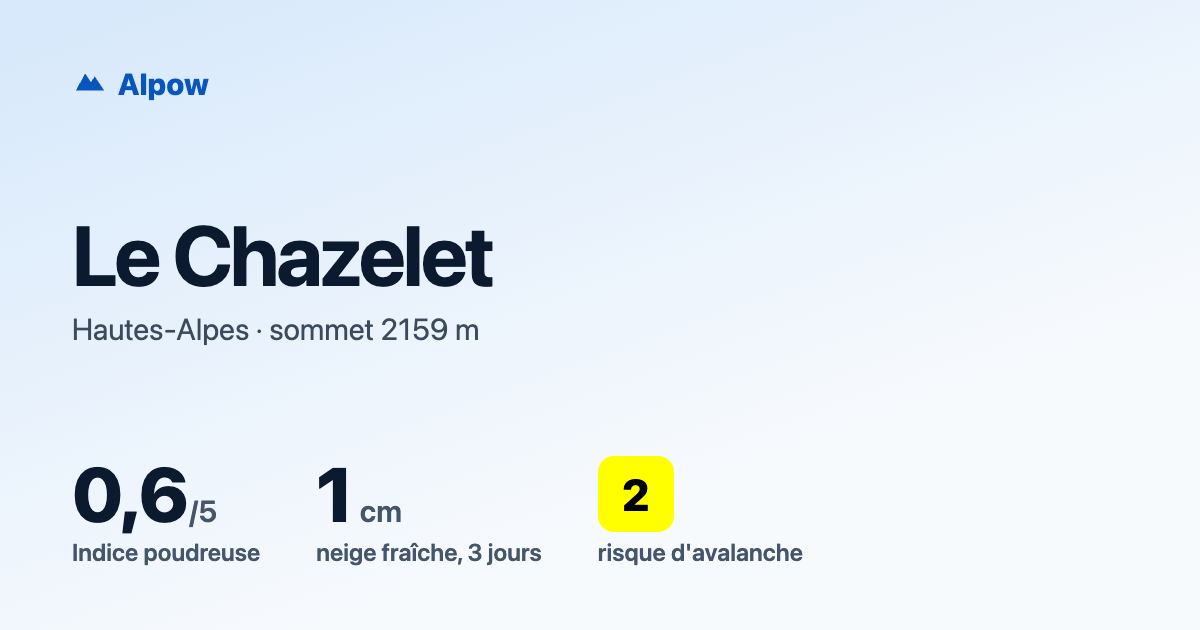 Alpow
Le Chazelet
Hautes-Alpes · sommet 2159 m
0,6/5
Indice poudreuse
1 cm
neige fraîche, 3 jours
2
risque d'avalanche